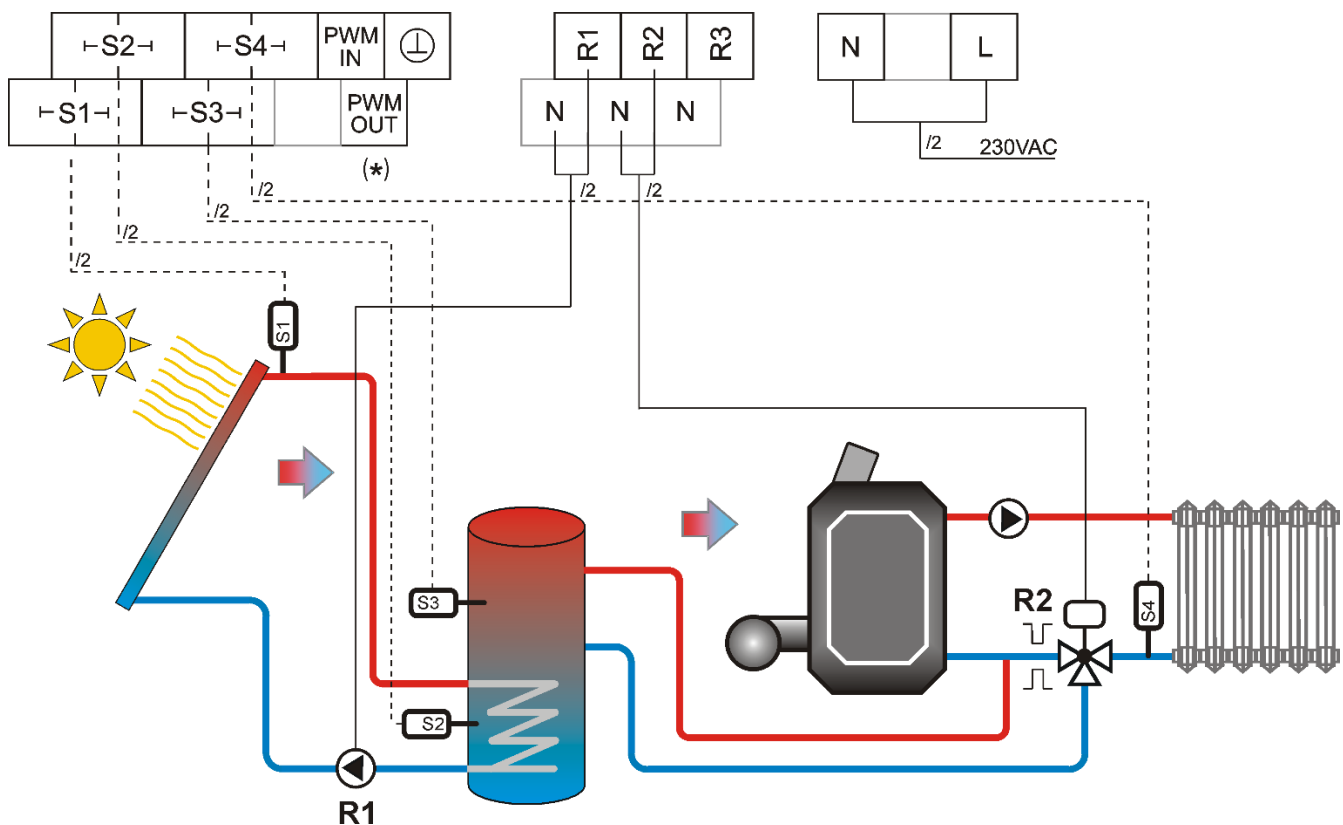 S2 S4 PWM IN
S1 S3 PWM OUT
(*)
R1 R2 R3
N N N
N L
/2 230VAC
/2 /2
/2 /2
/2
/2
/2
S1
S3
R2
S4
S2
R1